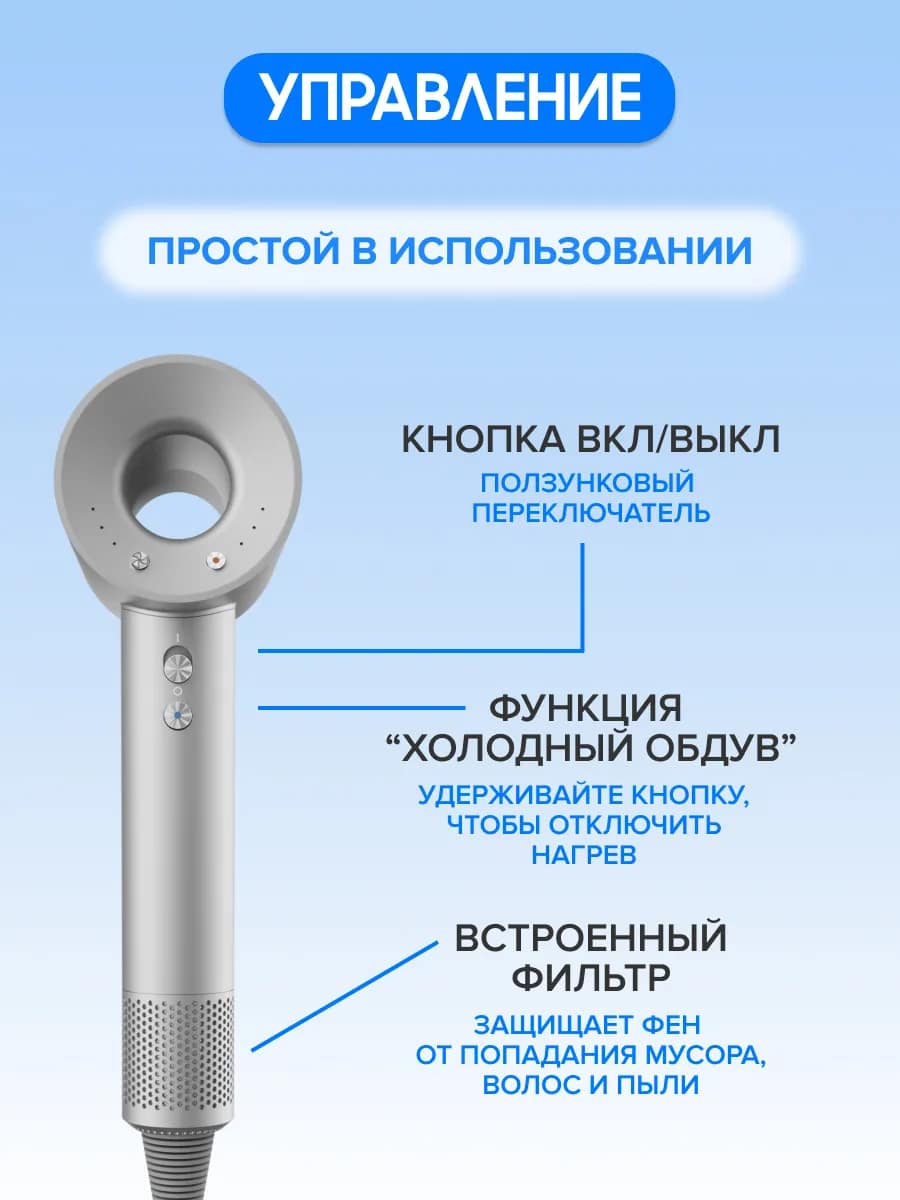 УПРАВЛЕНИЕ
ПРОСТОЙ В ИСПОЛЬЗОВАНИИ
КНОПКА ВКЛ/ВЫКЛ
ПОЛЗУНКОВЫЙ
ПЕРЕКЛЮЧАТЕЛЬ
ФУНКЦИЯ
“ХОЛОДНЫЙ ОБДУВ”
УДЕРЖИВАЙТЕ КНОПКУ,
ЧТОБЫ ОТКЛЮЧИТЬ
НАГРЕВ
ВСТРОЕННЫЙ
ФИЛЬТР
ЗАЩИЩАЕТ ФЕН
ОТ ПОПАДАНИЯ МУСОРА,
ВОЛОС И ПЫЛИ